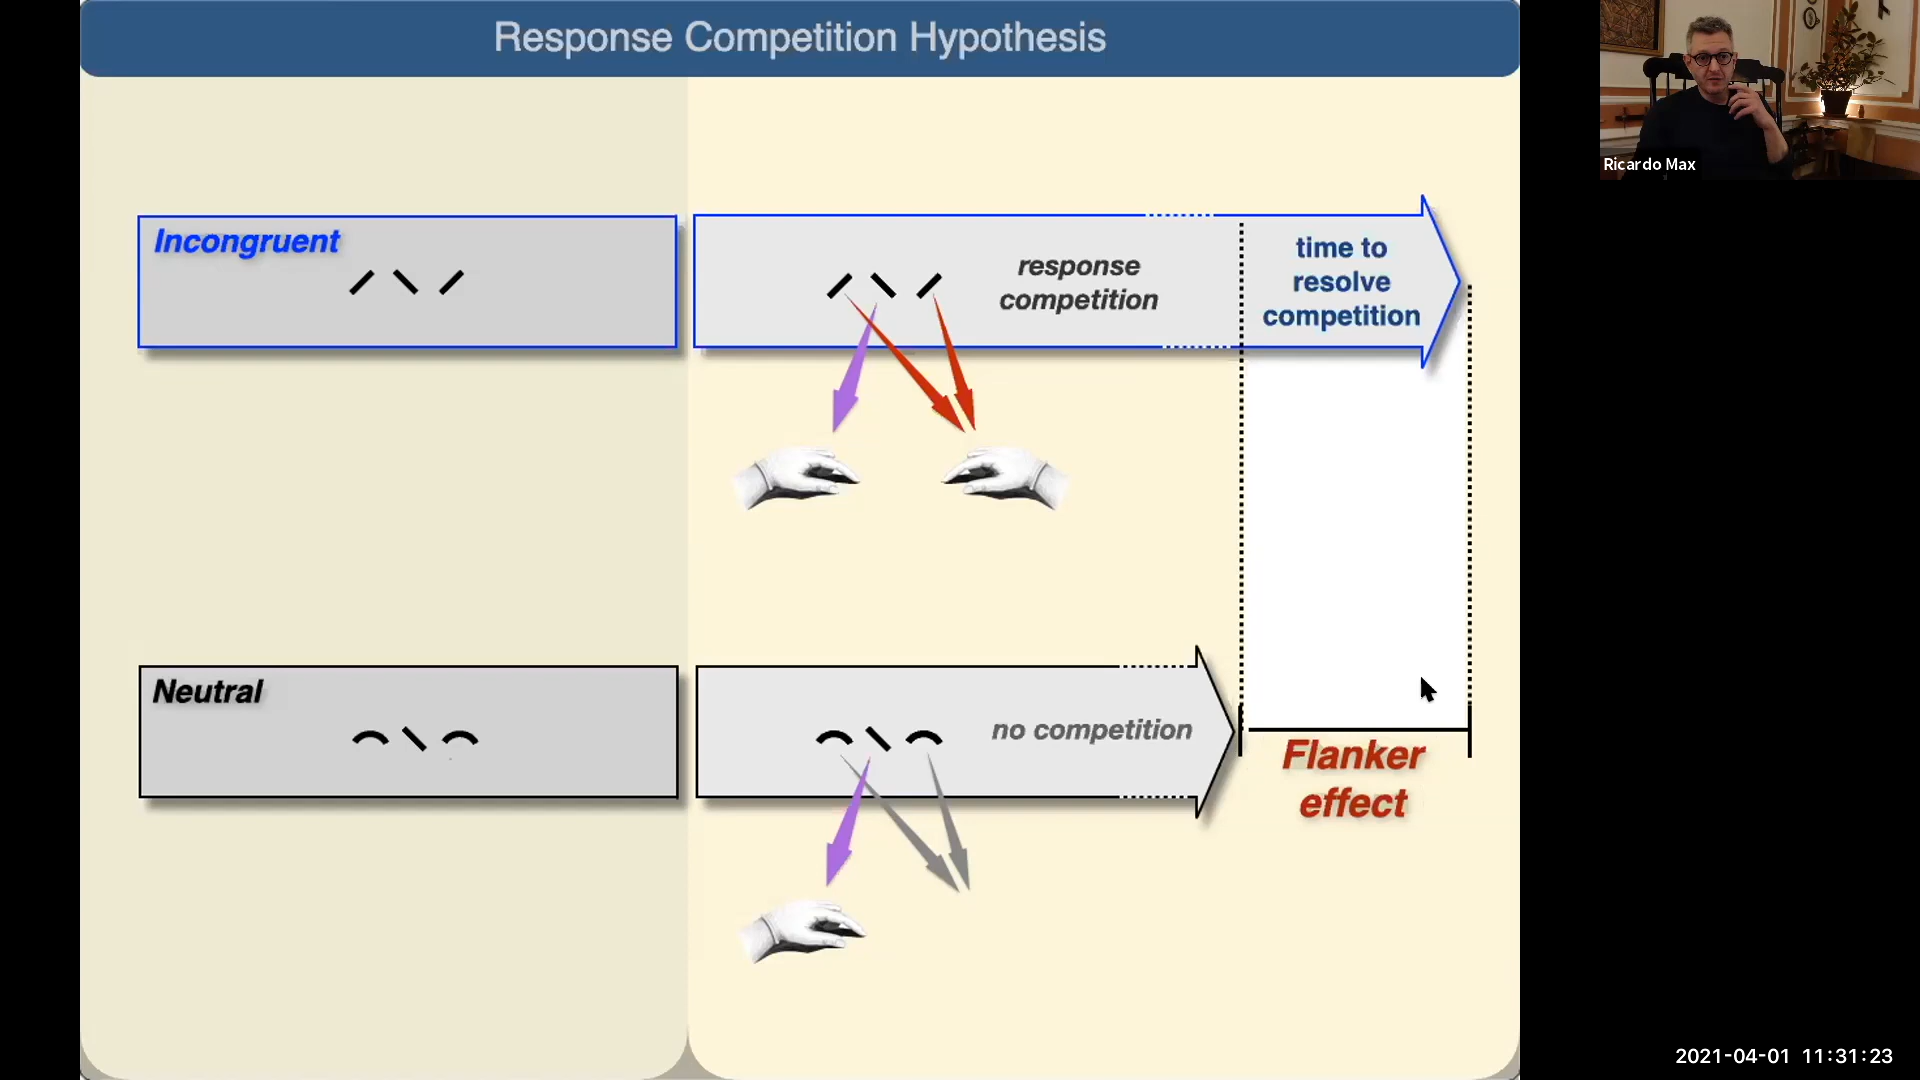 Response Competition Hypothesis
Ricardo Max
Incongruent
response
competition
time to
resolve
competition
Neutral
no competition
Flanker
effect
2021-04-01 11:31:23